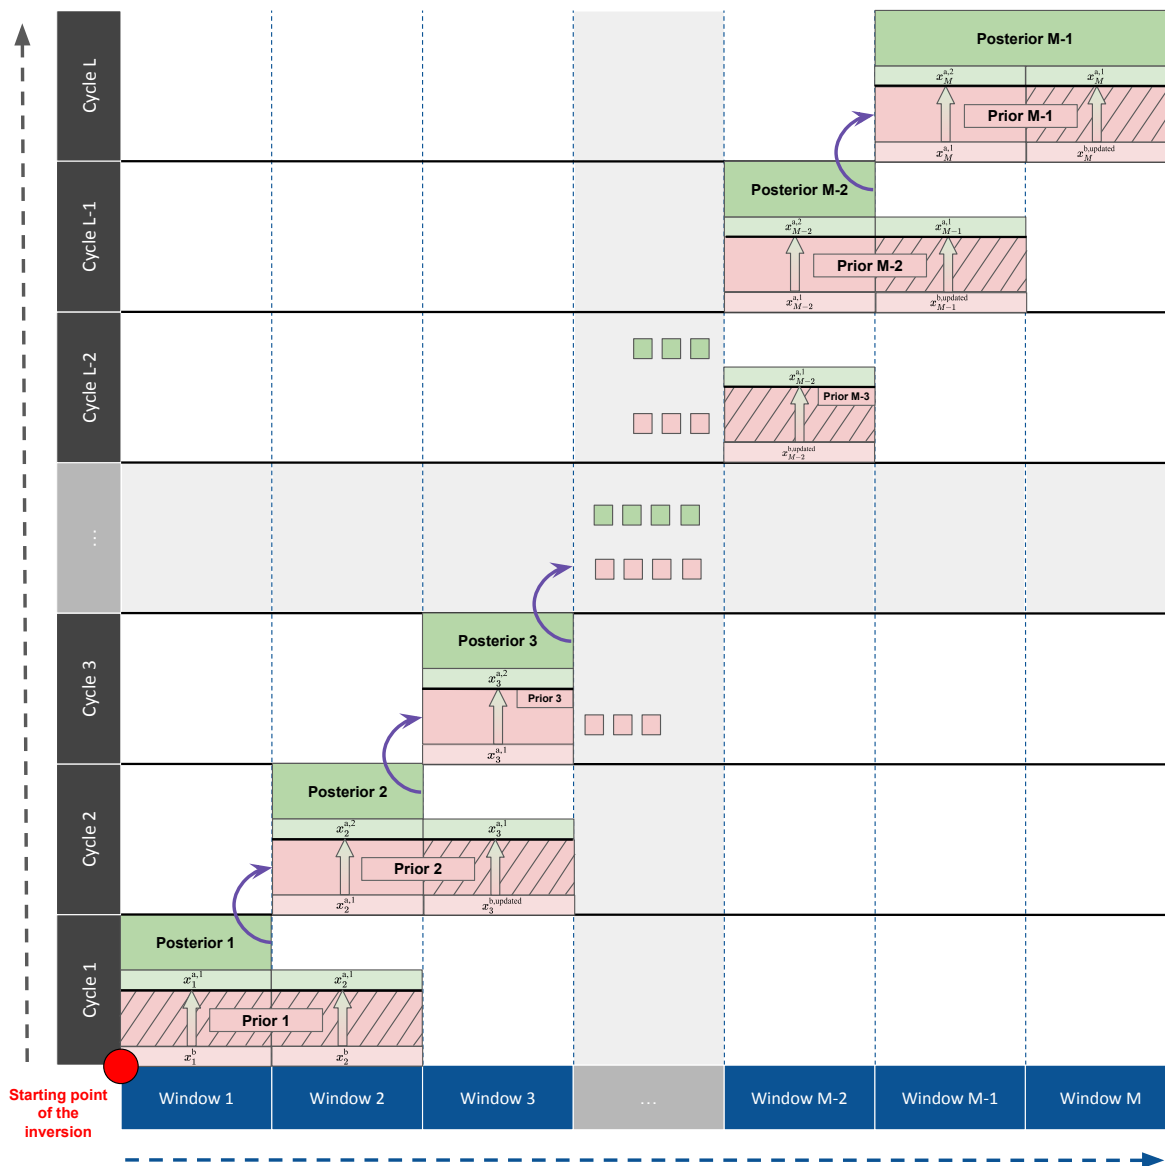 Cycle L
Posterior M-1
x_M^{a,2}
x_M^{a,1}
Prior M-1
x_M^{a,1}
x_M^{b,updated}
Cycle L-1
Posterior M-2
x_{M-2}^{a,2}
x_{M-1}^{a,1}
Prior M-2
x_{M-2}^{a,1}
x_{M-1}^{b,updated}
Cycle L-2
x_{M-2}^{a,1}
Prior M-3
x_{M-2}^{b,updated}
...
Cycle 3
Posterior 3
x_3^{a,2}
Prior 3
x_3^{a,1}
Cycle 2
Posterior 2
x_2^{a,2}
x_3^{a,1}
Prior 2
x_2^{a,1}
x_3^{b,updated}
Cycle 1
Posterior 1
x_1^{a,1}
x_2^{a,1}
Prior 1
x_1^b
x_2^b
Starting point
of the
inversion
Window 1
Window 2
Window 3
...
Window M-2
Window M-1
Window M